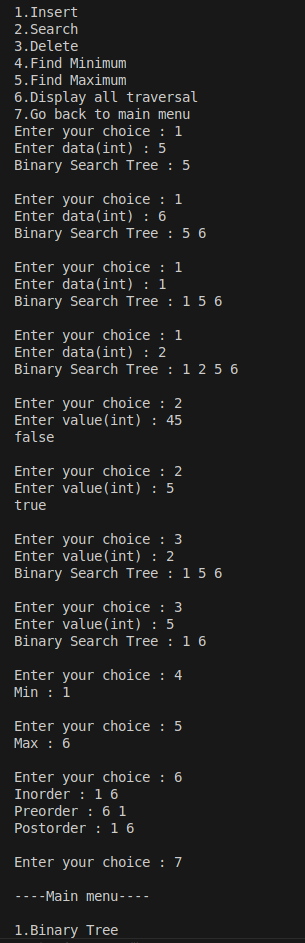 1.Insert
2.Search
3.Delete
4.Find Minimum
5.Find Maximum
6.Display all traversal
7.Go back to main menu
Enter your choice : 1
Enter data(int) : 5
Binary Search Tree : 5
Enter your choice : 1
Enter data(int) : 6
Binary Search Tree : 5 6
Enter your choice : 1
Enter data(int) : 1
Binary Search Tree : 1 5 6
Enter your choice : 1
Enter data(int) : 2
Binary Search Tree : 1 2 5 6
Enter your choice : 2
Enter value(int) : 45
false
Enter your choice : 2
Enter value(int) : 5
true
Enter your choice : 3
Enter value(int) : 2
Binary Search Tree : 1 5 6
Enter your choice : 3
Enter value(int) : 5
Binary Search Tree : 1 6
Enter your choice : 4
Min : 1
Enter your choice : 5
Max : 6
Enter your choice : 6
Inorder : 1 6
Preorder : 6 1
Postorder : 1 6
Enter your choice : 7
----Main menu----
1.Binary Tree